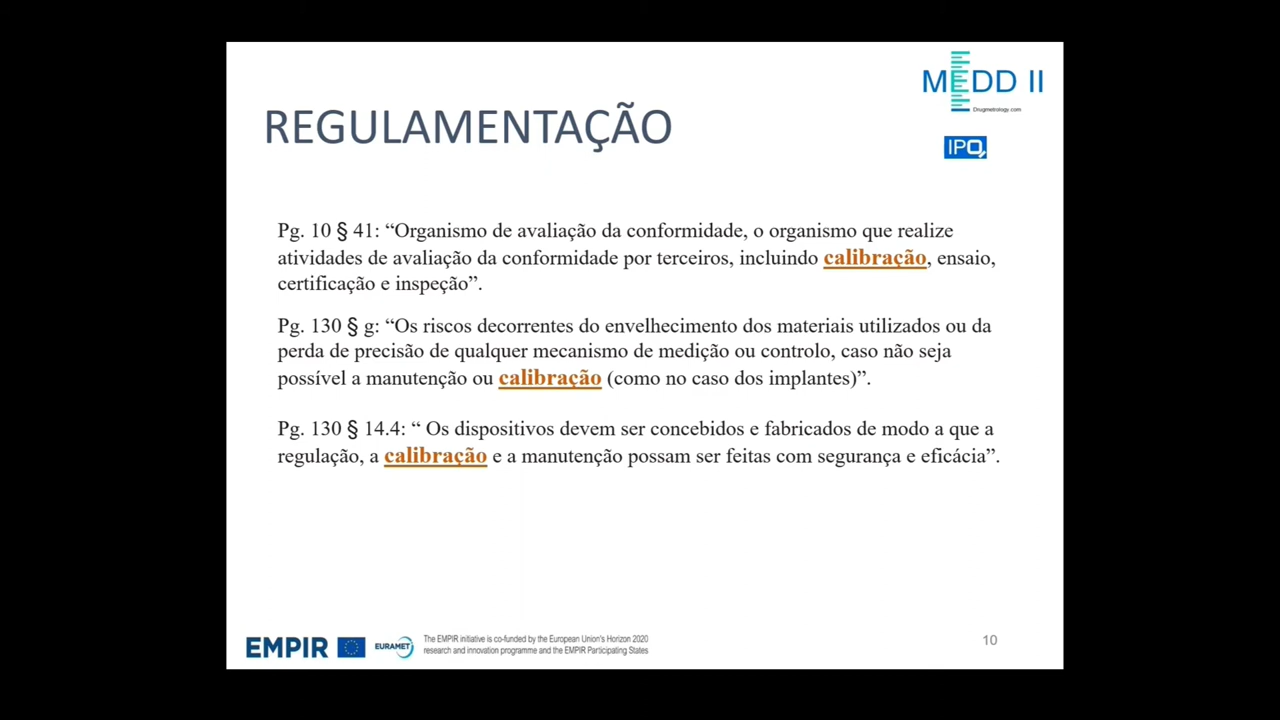 MEDD II
Drugmetrology.com
IPQ
REGULAMENTAÇÃO
Pg. 10 § 41: “Organismo de avaliação da conformidade, o organismo que realize
atividades de avaliação da conformidade por terceiros, incluindo calibração, ensaio,
certificação e inspeção”.
Pg. 130 § g: “Os riscos decorrentes do envelhecimento dos materiais utilizados ou da
perda de precisão de qualquer mecanismo de medição ou controlo, caso não seja
possível a manutenção ou calibração (como no caso dos implantes)”.
Pg. 130 § 14.4: “ Os dispositivos devem ser concebidos e fabricados de modo a que a
regulação, a calibração e a manutenção possam ser feitas com segurança e eficácia”.
EMPIR
EURAMET
The EMPIR initiative is co-funded by the European Union's Horizon 2020
research and innovation programme and the EMPIR Participating States
10